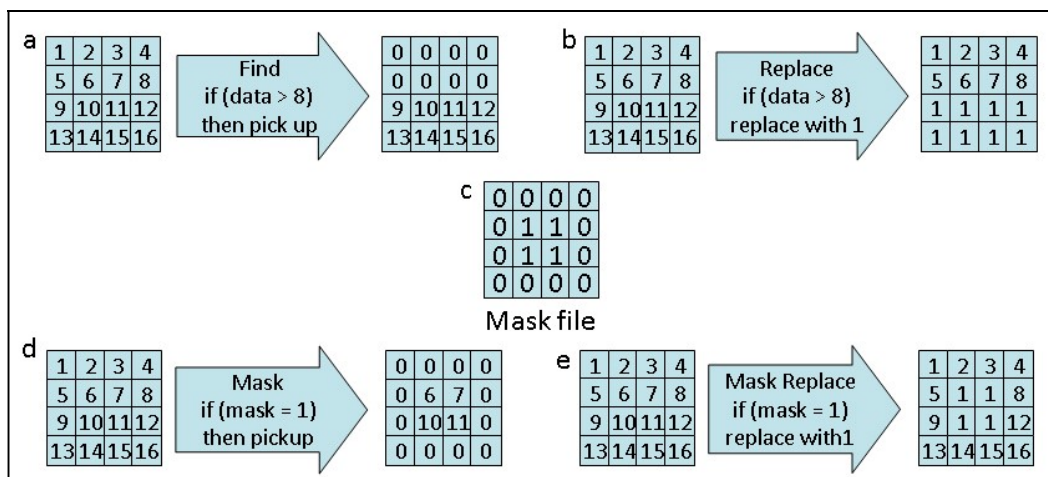 a
1 2 3 4
5 6 7 8
9 10 11 12
13 14 15 16
Find
if (data > 8)
then pick up
0 0 0 0
0 0 0 0
9 10 11 12
13 14 15 16
b
1 2 3 4
5 6 7 8
9 10 11 12
13 14 15 16
Replace
if (data > 8)
replace with 1
1 2 3 4
5 6 7 8
1 1 1 1
1 1 1 1
c
0 0 0 0
0 1 1 0
0 1 1 0
0 0 0 0
Mask file
d
1 2 3 4
5 6 7 8
9 10 11 12
13 14 15 16
Mask
if (mask = 1)
then pickup
0 0 0 0
0 6 7 0
0 10 11 0
0 0 0 0
e
1 2 3 4
5 6 7 8
9 10 11 12
13 14 15 16
Mask Replace
if (mask = 1)
replace with1
1 2 3 4
5 1 1 8
9 1 1 12
13 14 15 16